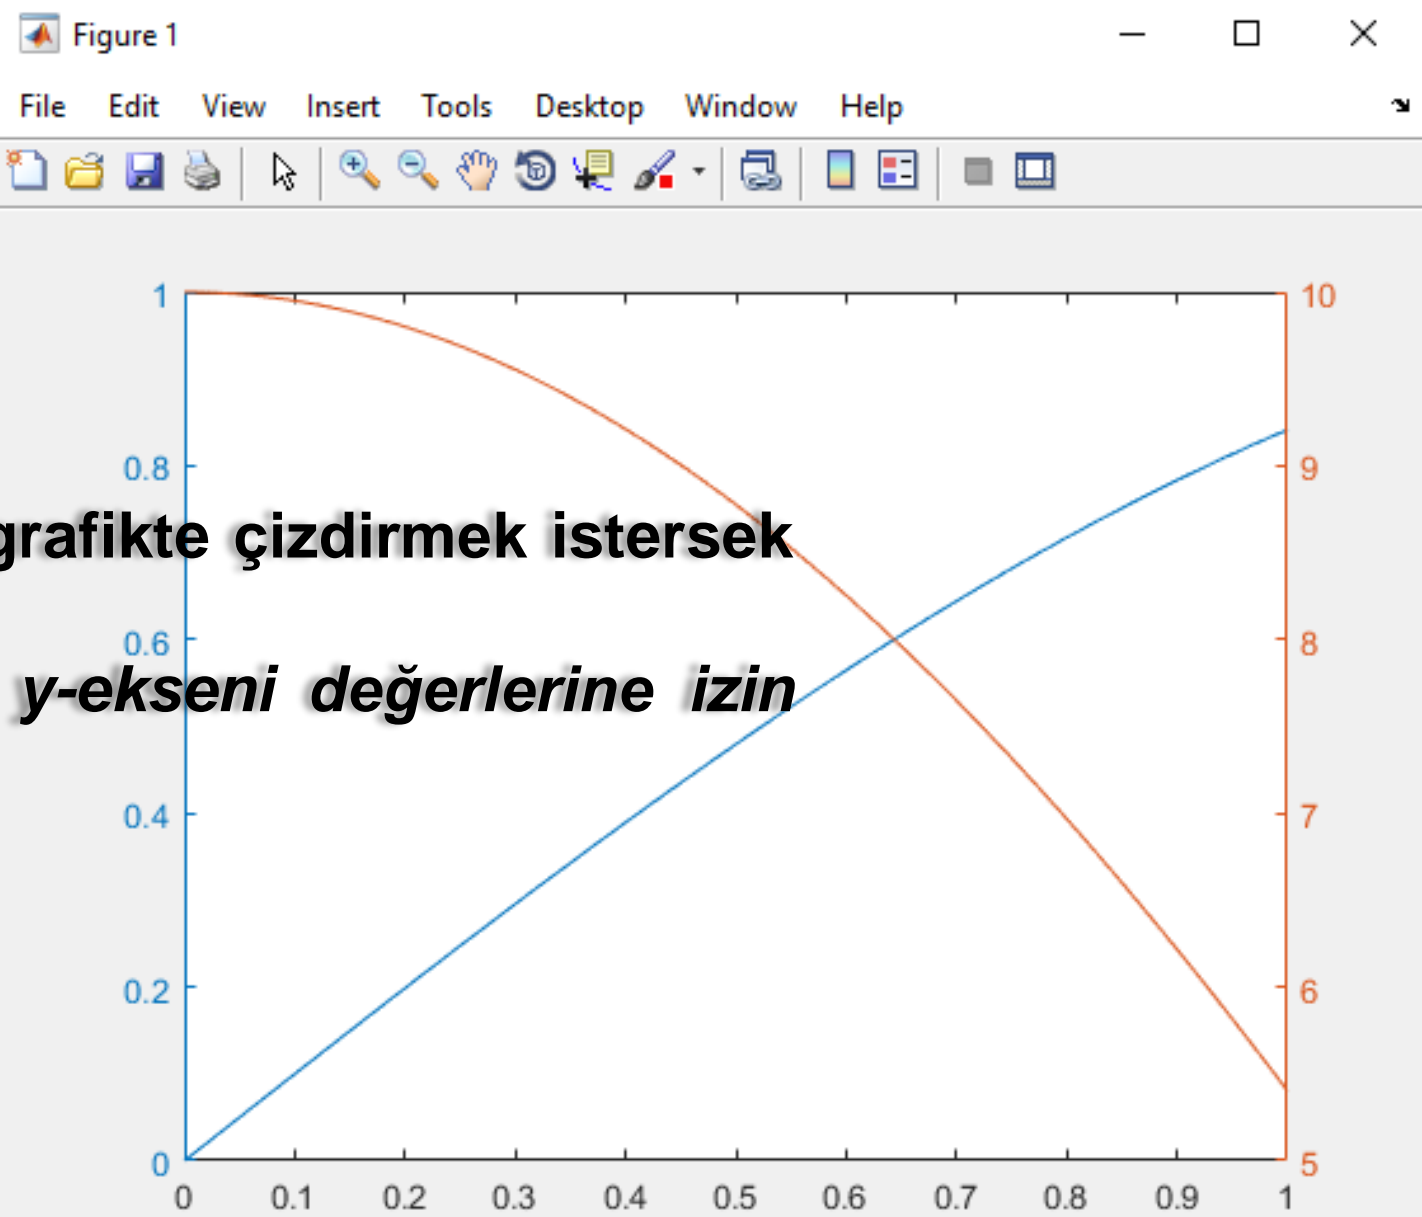 Figure 1
File Edit View Insert Tools Desktop Window Help
1 10
0.8 9
grafikte çizdirmek istersek
0.6 8
y-ekseni değerlerine izin
0.4 7
0.2 6
0 5
0 0.1 0.2 0.3 0.4 0.5 0.6 0.7 0.8 0.9 1